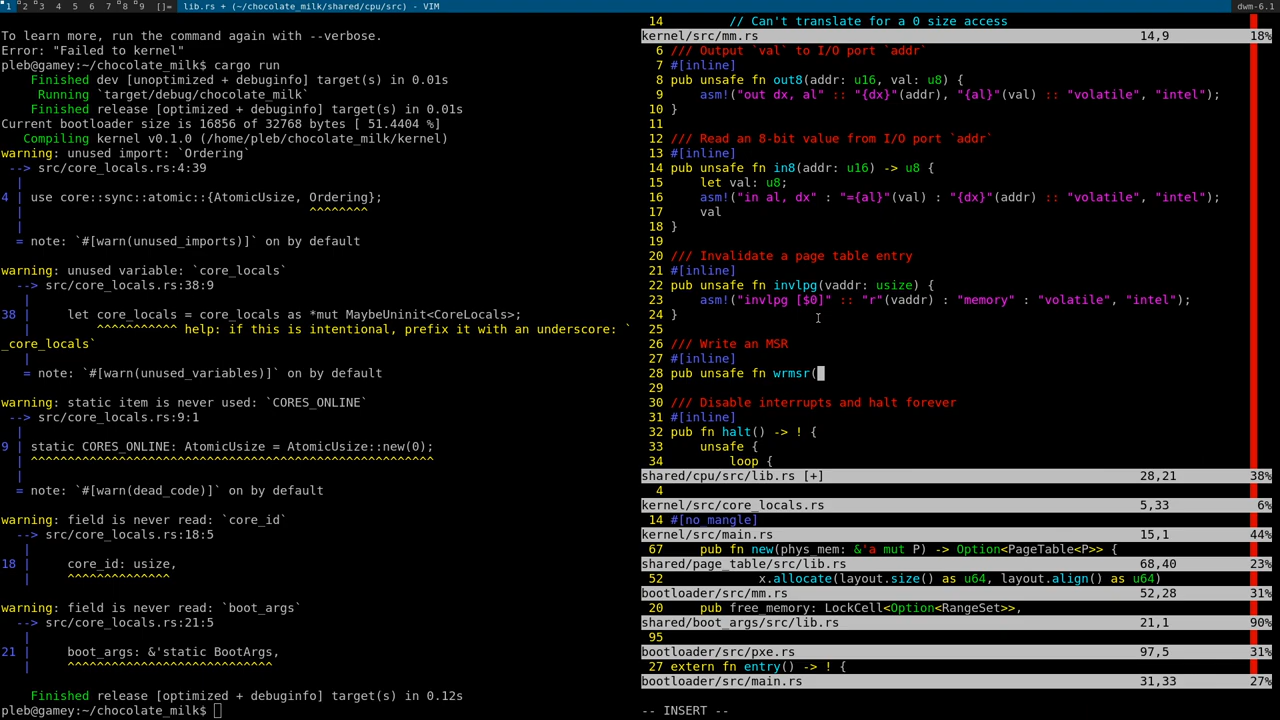 1 2 3 4 5 6 7 8 9 []= lib.rs + (~/chocolate_milk/shared/cpu/src) - VIM dwm-6.1
To learn more, run the command again with --verbose.
Error: "Failed to kernel"
pleb@gamey:~/chocolate_milk$ cargo run
    Finished dev [unoptimized + debuginfo] target(s) in 0.01s
     Running `target/debug/chocolate_milk`
    Finished release [optimized + debuginfo] target(s) in 0.01s
Current bootloader size is 16856 of 32768 bytes [ 51.4404 %]
   Compiling kernel v0.1.0 (/home/pleb/chocolate_milk/kernel)
warning: unused import: `Ordering`
 --> src/core_locals.rs:4:39
  |
4 | use core::sync::atomic::{AtomicUsize, Ordering};
  |                                       ^^^^^^^^
  |
  = note: `#[warn(unused_imports)]` on by default
warning: unused variable: `core_locals`
  --> src/core_locals.rs:38:9
   |
38 |     let core_locals = core_locals as *mut MaybeUninit<CoreLocals>;
   |         ^^^^^^^^^^^ help: if this is intentional, prefix it with an underscore: `
_core_locals`
   |
   = note: `#[warn(unused_variables)]` on by default
warning: static item is never used: `CORES_ONLINE`
 --> src/core_locals.rs:9:1
  |
9 | static CORES_ONLINE: AtomicUsize = AtomicUsize::new(0);
  | ^^^^^^^^^^^^^^^^^^^^^^^^^^^^^^^^^^^^^^^^^^^^^^^^^^^^^^^
  |
  = note: `#[warn(dead_code)]` on by default
warning: field is never read: `core_id`
  --> src/core_locals.rs:18:5
   |
18 |     core_id: usize,
   |     ^^^^^^^^^^^^^^
warning: field is never read: `boot_args`
  --> src/core_locals.rs:21:5
   |
21 |     boot_args: &'static BootArgs,
   |     ^^^^^^^^^^^^^^^^^^^^^^^^^^^^
    Finished release [optimized + debuginfo] target(s) in 0.12s
pleb@gamey:~/chocolate_milk$
14         // Can't translate for a 0 size access
kernel/src/mm.rs 14,9 18%
6 /// Output `val` to I/O port `addr`
7 #[inline]
8 pub unsafe fn out8(addr: u16, val: u8) {
9     asm!("out dx, al" :: "{dx}"(addr), "{al}"(val) :: "volatile", "intel");
10 }
11
12 /// Read an 8-bit value from I/O port `addr`
13 #[inline]
14 pub unsafe fn in8(addr: u16) -> u8 {
15     let val: u8;
16     asm!("in al, dx" : "={al}"(val) : "{dx}"(addr) :: "volatile", "intel");
17     val
18 }
19
20 /// Invalidate a page table entry
21 #[inline]
22 pub unsafe fn invlpg(vaddr: usize) {
23     asm!("invlpg [$0]" :: "r"(vaddr) : "memory" : "volatile", "intel");
24 }
25
26 /// Write an MSR
27 #[inline]
28 pub unsafe fn wrmsr(
29
30 /// Disable interrupts and halt forever
31 #[inline]
32 pub fn halt() -> ! {
33     unsafe {
34         loop {
shared/cpu/src/lib.rs [+] 28,21 38%
4
kernel/src/core_locals.rs 5,33 6%
14 #[no_mangle]
kernel/src/main.rs 15,1 44%
67     pub fn new(phys_mem: &'a mut P) -> Option<PageTable<P>> {
shared/page_table/src/lib.rs 68,40 23%
52             x.allocate(layout.size() as u64, layout.align() as u64)
bootloader/src/mm.rs 52,28 31%
20     pub free_memory: LockCell<Option<RangeSet>>,
shared/boot_args/src/lib.rs 21,1 90%
95
bootloader/src/pxe.rs 97,5 31%
27 extern fn entry() -> ! {
bootloader/src/main.rs 31,33 27%
-- INSERT --